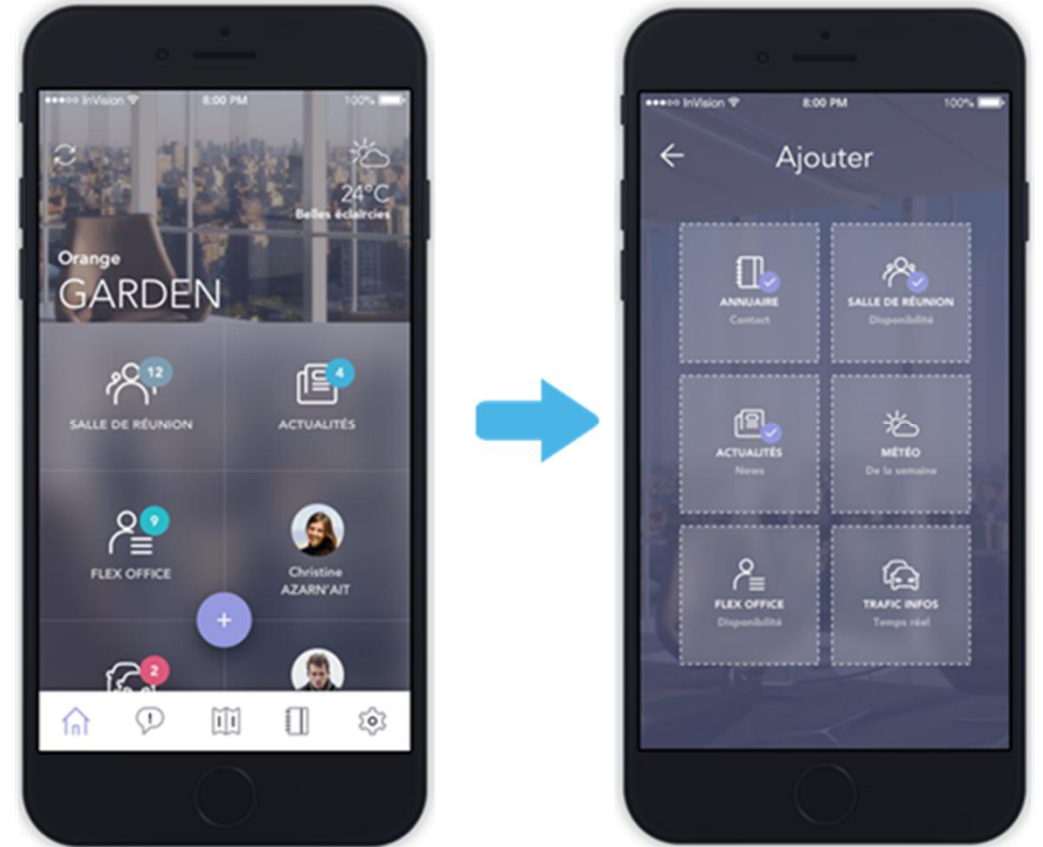 InVision 8:00 PM 100%
24°C
Belles éclaircies
Orange
GARDEN
12
4
SALLE DE RÉUNION
ACTUALITÉS
9
FLEX OFFICE
Christine
AZARN'AIT
+
2
InVision 8:00 PM 100%
Ajouter
ANNUAIRE
Contact
SALLE DE RÉUNION
Disponibilité
ACTUALITÉS
News
MÉTÉO
De la semaine
FLEX OFFICE
Disponibilité
TRAFIC INFOS
Temps réel